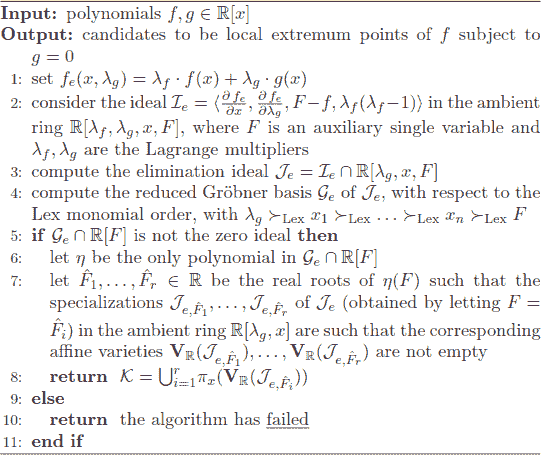 Input: polynomials f, g ∈ ℝ[x]
Output: candidates to be local extremum points of f subject to
g = 0
1: set f_e(x, λ_g) = λ_f · f(x) + λ_g · g(x)
2: consider the ideal 𝓘_e = ⟨∂f_e/∂x, ∂f_e/∂λ_g, F−f, λ_f(λ_f−1)⟩ in the ambient
ring ℝ[λ_f, λ_g, x, F], where F is an auxiliary single variable and
λ_f, λ_g are the Lagrange multipliers
3: compute the elimination ideal 𝓙_e = 𝓘_e ∩ ℝ[λ_g, x, F]
4: compute the reduced Gröbner basis 𝓖_e of 𝓙_e, with respect to the
Lex monomial order, with λ_g ≻_Lex x_1 ≻_Lex … ≻_Lex x_n ≻_Lex F
5: if 𝓖_e ∩ ℝ[F] is not the zero ideal then
6: let η be the only polynomial in 𝓖_e ∩ ℝ[F]
7: let F̂_1, …, F̂_r ∈ ℝ be the real roots of η(F) such that the
specializations 𝓙_{e,F̂_1}, …, 𝓙_{e,F̂_r} of 𝓙_e (obtained by letting F =
F̂_i) in the ambient ring ℝ[λ_g, x] are such that the corresponding
affine varieties V_ℝ(𝓙_{e,F̂_1}), …, V_ℝ(𝓙_{e,F̂_r}) are not empty
8: return 𝓚 = ⋃_{i=1}^{r} π_x(V_ℝ(𝓙_{e,F̂_i}))
9: else
10: return the algorithm has failed
11: end if